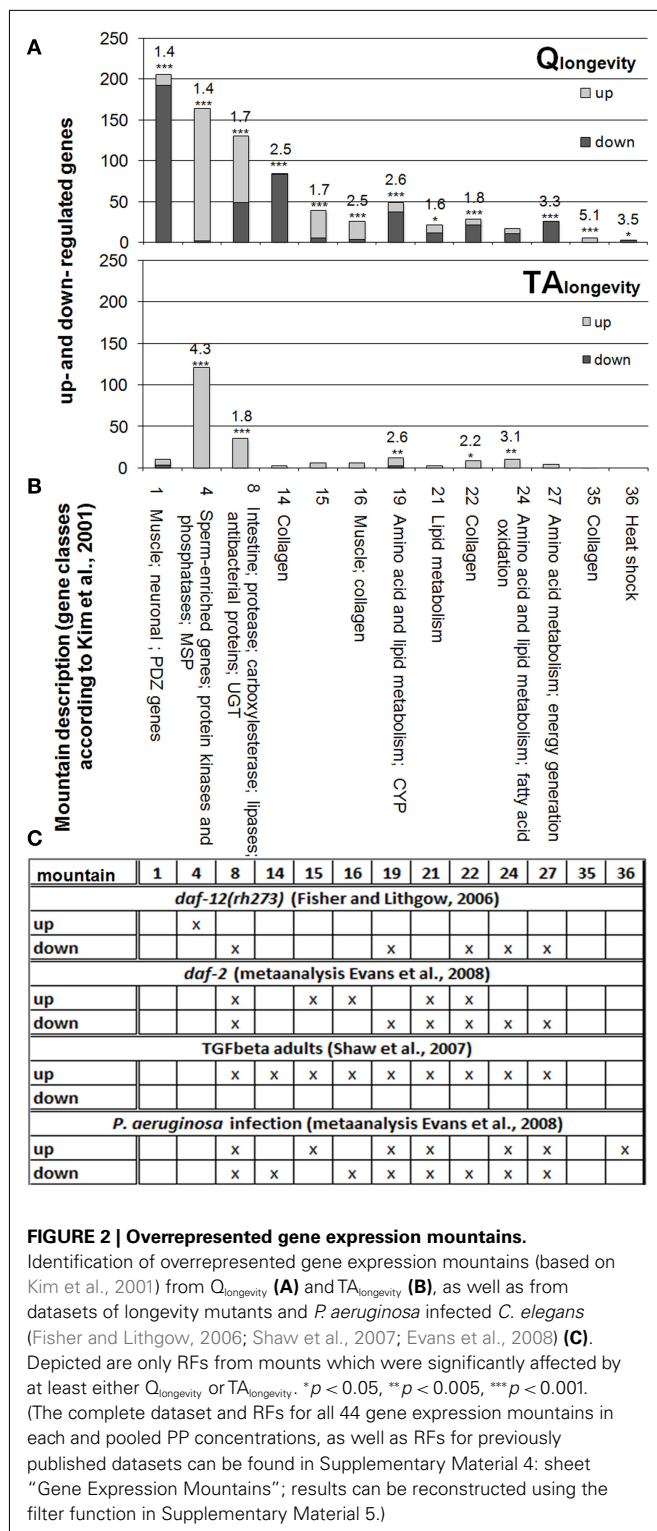 A
250
200
150
100
50
0
1.4
***
1.4
***
1.7
***
2.5
***
1.7
***
2.5
***
2.6
***
1.6
*
1.8
***
3.3
***
5.1
***
3.5
*
Qlongevity
up
down
up- and down- regulated genes
250
200
150
100
50
0
4.3
***
1.8
***
2.6
**
2.2
*
3.1
**
TAlongevity
up
down
B
Mountain description (gene classes
according to Kim et al., 2001)
1 Muscle; neuronal ; PDZ genes
4 Sperm-enriched genes; protein kinases and
phosphatases; MSP
8 Intestine; protease; carboxylesterase; lipases;
antibacterial proteins; UGT
14 Collagen
15
16 Muscle; collagen
19 Amino acid and lipid metabolism; CYP
21 Lipid metabolism
22 Collagen
24 Amino acid and lipid metabolism; fatty acid
oxidation
27 Amino acid metabolism; energy generation
35 Collagen
36 Heat shock
C
mountain 1 4 8 14 15 16 19 21 22 24 27 35 36
daf-12(rh273) (Fisher and Lithgow, 2006)
up x
down x x x x x
daf-2 (metaanalysis Evans et al., 2008)
up x x x x x
down x x x x x x
TGFbeta adults (Shaw et al., 2007)
up x x x x x x x x x
down
P. aeruginosa infection (metaanalysis Evans et al., 2008)
up x x x x x x x
down x x x x x x x x
FIGURE 2 | Overrepresented gene expression mountains.
Identification of overrepresented gene expression mountains (based on
Kim et al., 2001) from Qlongevity (A) and TAlongevity (B), as well as from
datasets of longevity mutants and P. aeruginosa infected C. elegans
(Fisher and Lithgow, 2006; Shaw et al., 2007; Evans et al., 2008) (C).
Depicted are only RFs from mounts which were significantly affected by
at least either Qlongevity or TAlongevity. *p < 0.05, **p < 0.005, ***p < 0.001.
(The complete dataset and RFs for all 44 gene expression mountains in
each and pooled PP concentrations, as well as RFs for previously
published datasets can be found in Supplementary Material 4: sheet
“Gene Expression Mountains”; results can be reconstructed using the
filter function in Supplementary Material 5.)